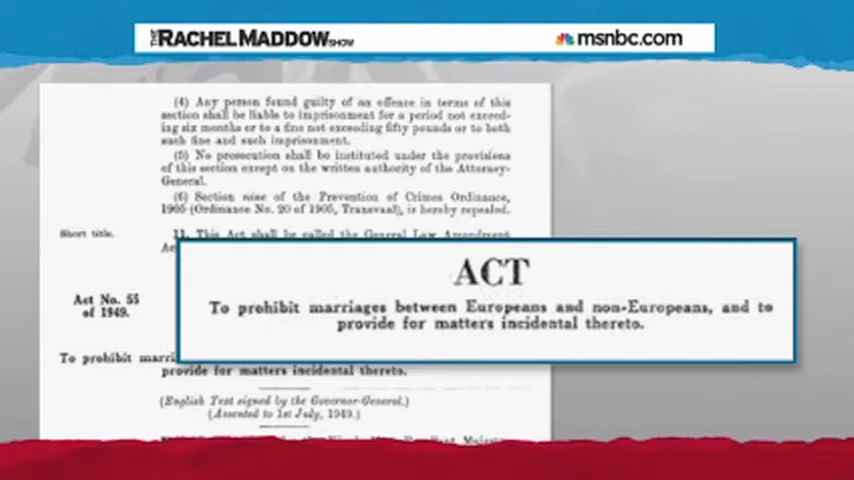 THE RACHEL MADDOW SHOW
msnbc.com
(4) Any person found guilty of an offence in terms of this
section shall be liable to imprisonment for a period not exceed-
ing six months or to a fine not exceeding fifty pounds or to both
such fine and such imprisonment.
(5) No prosecution shall be instituted under the provisions
of this section except on the written authority of the Attorney-
General.
(6) Section nine of the Prevention of Crimes Ordinance,
1905 (Ordinance No. 20 of 1905, Transvaal), is hereby repealed.
Short title.
11. This Act shall be called the General Law Amendment
ACT
To prohibit marriages between Europeans and non-Europeans, and to
provide for matters incidental thereto.
Act No. 55
of 1949.
To prohibit
provide for matters incidental thereto.
(English Text signed by the Governor-General.)
(Assented to 1st July, 1949.)